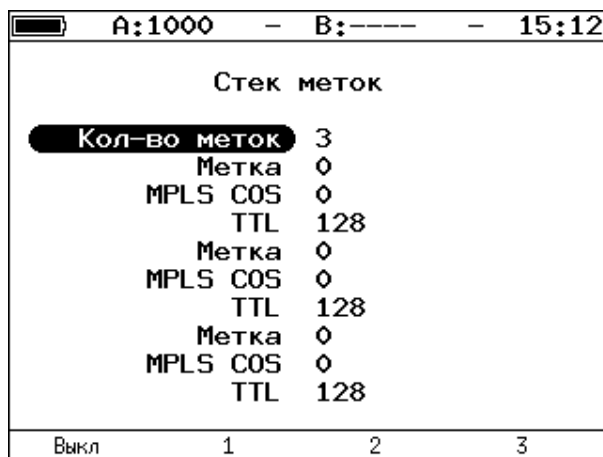 A:1000 – B:---- – 15:12
Стек меток
Кол-во меток 3
Метка 0
MPLS COS 0
TTL 128
Метка 0
MPLS COS 0
TTL 128
Метка 0
MPLS COS 0
TTL 128
Выкл 1 2 3